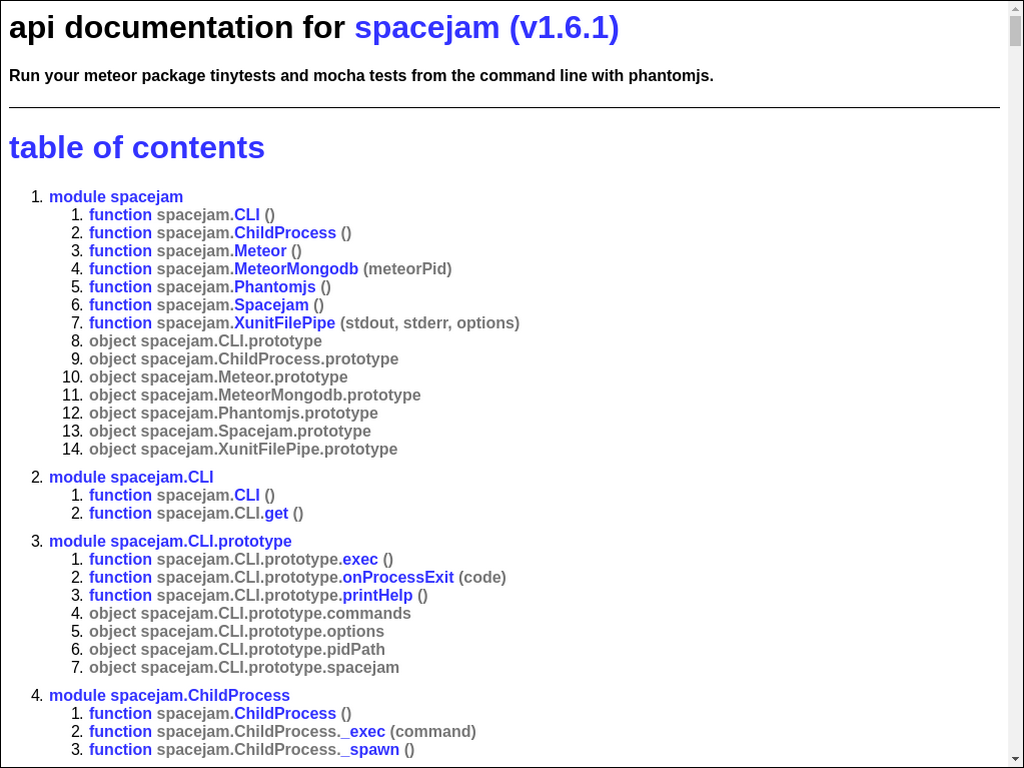 api documentation for spacejam (v1.6.1)
Run your meteor package tinytests and mocha tests from the command line with phantomjs.
table of contents
1. module spacejam
1. function spacejam.CLI ()
2. function spacejam.ChildProcess ()
3. function spacejam.Meteor ()
4. function spacejam.MeteorMongodb (meteorPid)
5. function spacejam.Phantomjs ()
6. function spacejam.Spacejam ()
7. function spacejam.XunitFilePipe (stdout, stderr, options)
8. object spacejam.CLI.prototype
9. object spacejam.ChildProcess.prototype
10. object spacejam.Meteor.prototype
11. object spacejam.MeteorMongodb.prototype
12. object spacejam.Phantomjs.prototype
13. object spacejam.Spacejam.prototype
14. object spacejam.XunitFilePipe.prototype
2. module spacejam.CLI
1. function spacejam.CLI ()
2. function spacejam.CLI.get ()
3. module spacejam.CLI.prototype
1. function spacejam.CLI.prototype.exec ()
2. function spacejam.CLI.prototype.onProcessExit (code)
3. function spacejam.CLI.prototype.printHelp ()
4. object spacejam.CLI.prototype.commands
5. object spacejam.CLI.prototype.options
6. object spacejam.CLI.prototype.pidPath
7. object spacejam.CLI.prototype.spacejam
4. module spacejam.ChildProcess
1. function spacejam.ChildProcess ()
2. function spacejam.ChildProcess._exec (command)
3. function spacejam.ChildProcess._spawn ()